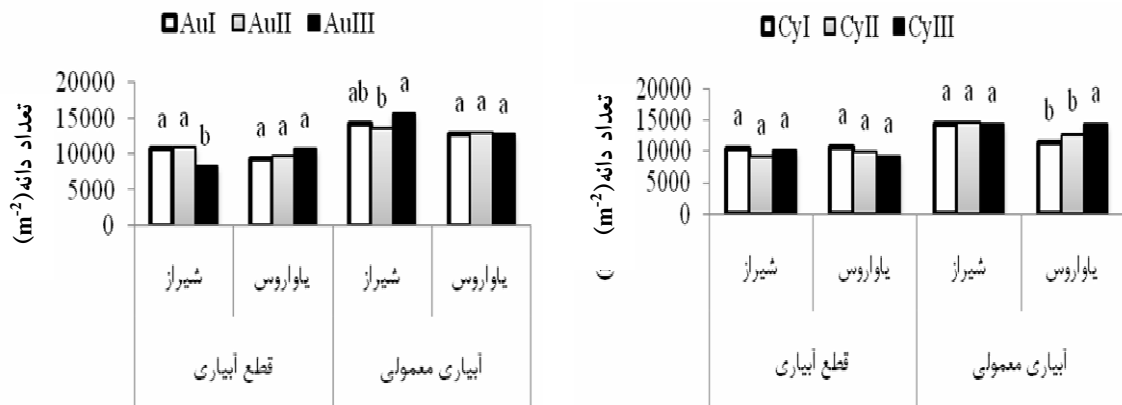 AuI AuII AuIII
تعداد دانه(m-2)
20000
15000
10000
5000
0
a a b a a a ab b a a a a
شیراز یاواروس شیراز یاواروس
قطع آبیاری آبیاری معمولی
CyI CyII CyIII
تعداد دانه(m-2)
20000
15000
10000
5000
0
a a a a a a a a a b b a
شیراز یاواروس شیراز یاواروس
قطع آبیاری آبیاری معمولی